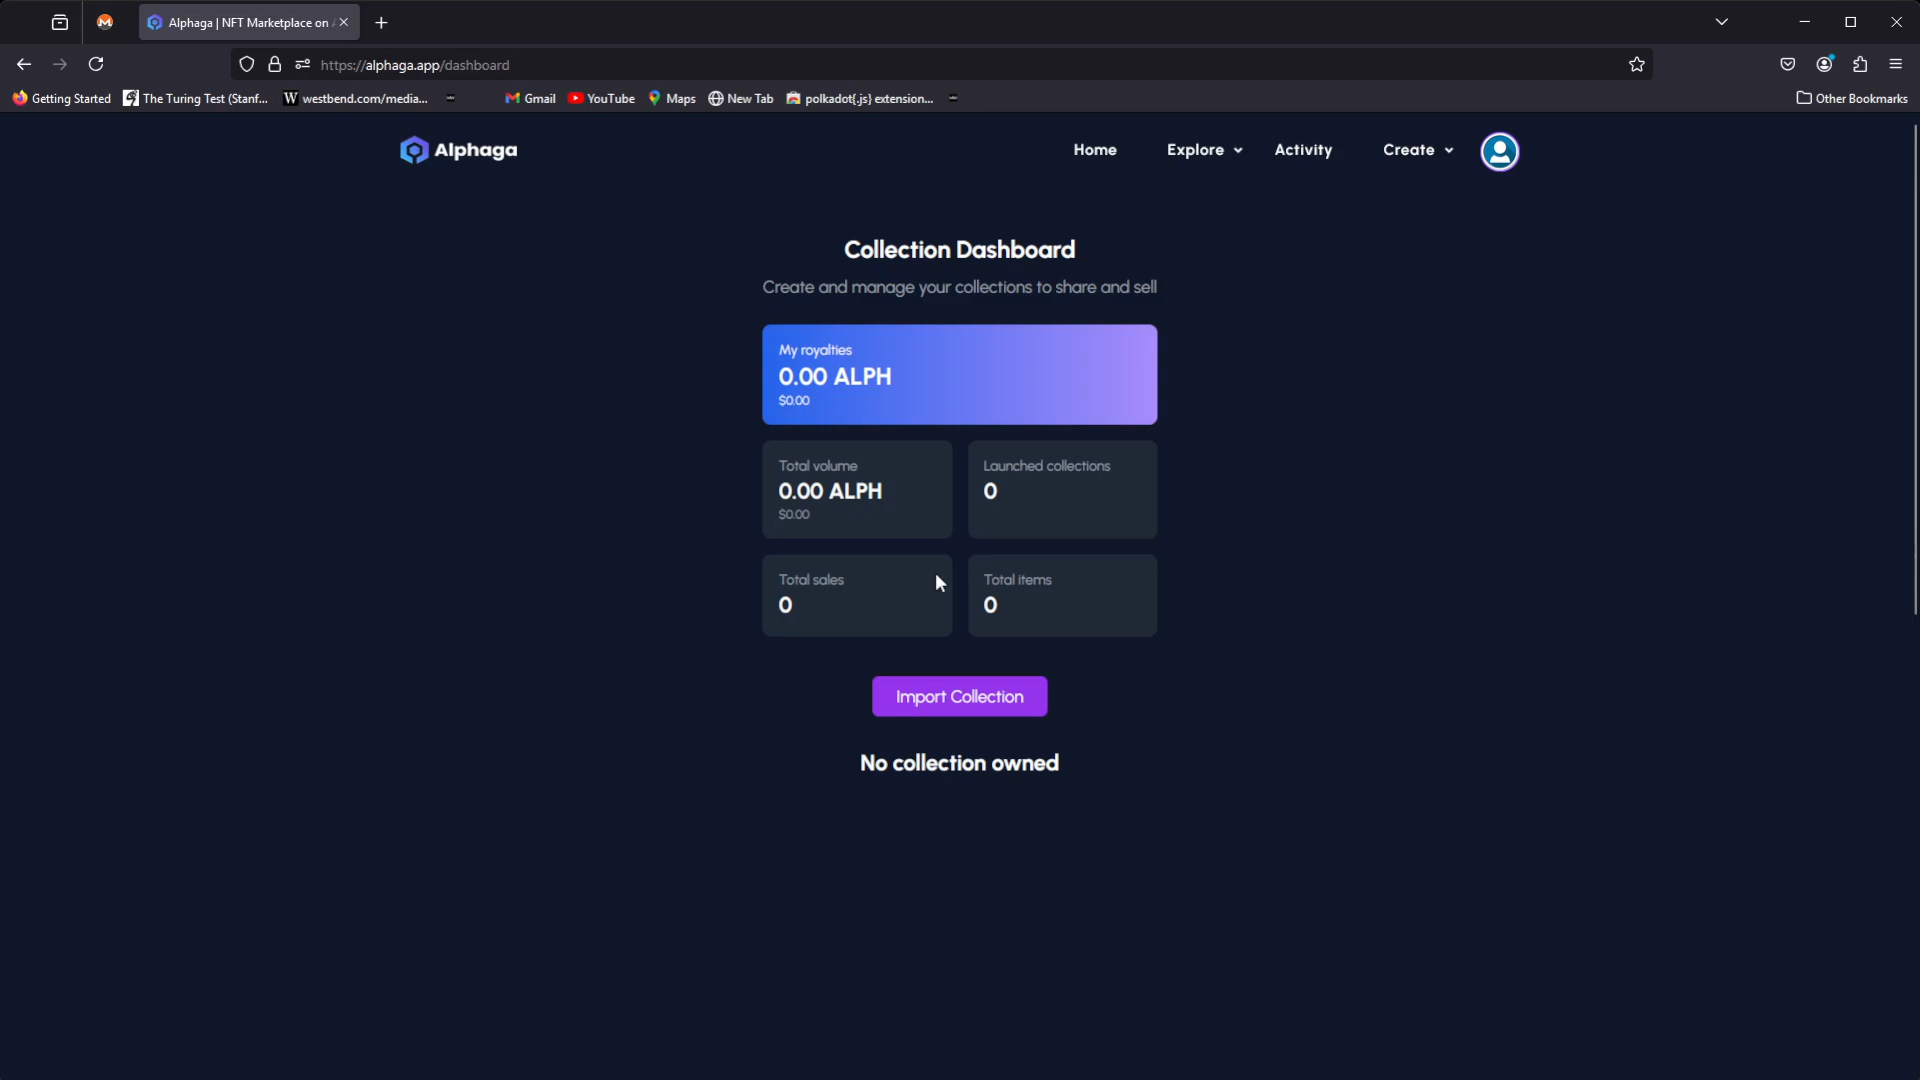 Alphaga | NFT Marketplace on
https://alphaga.app/dashboard
Getting Started
The Turing Test (Stanf...
westbend.com/media...
Gmail
YouTube
Maps
New Tab
polkadot{.js} extension...
Other Bookmarks
Alphaga
Home
Explore
Activity
Create
Collection Dashboard
Create and manage your collections to share and sell
My royalties
0.00 ALPH
$0.00
Total volume
0.00 ALPH
$0.00
Launched collections
0
Total sales
0
Total items
0
Import Collection
No collection owned